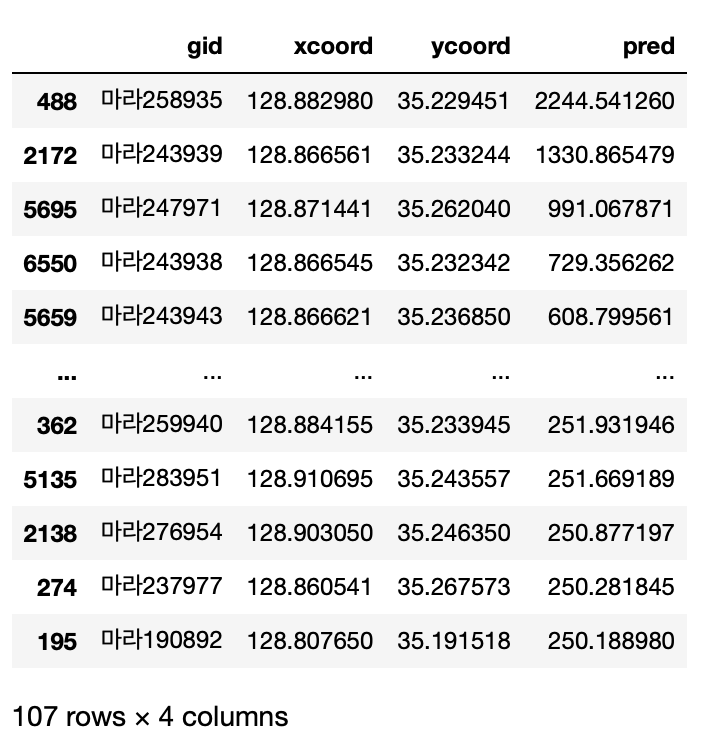 gid xcoord ycoord pred
488 마라258935 128.882980 35.229451 2244.541260
2172 마라243939 128.866561 35.233244 1330.865479
5695 마라247971 128.871441 35.262040 991.067871
6550 마라243938 128.866545 35.232342 729.356262
5659 마라243943 128.866621 35.236850 608.799561
... ... ... ... ...
362 마라259940 128.884155 35.233945 251.931946
5135 마라283951 128.910695 35.243557 251.669189
2138 마라276954 128.903050 35.246350 250.877197
274 마라237977 128.860541 35.267573 250.281845
195 마라190892 128.807650 35.191518 250.188980
107 rows × 4 columns